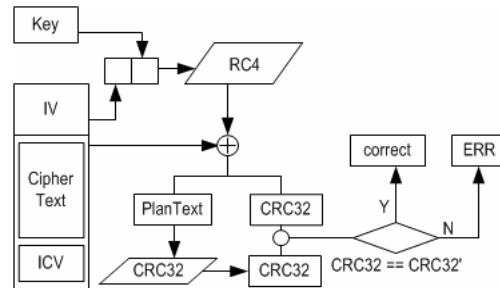 Key
RC4
IV
Cipher
Text
ICV
PlanText
CRC32
correct
ERR
Y
N
CRC32
CRC32
CRC32 == CRC32'